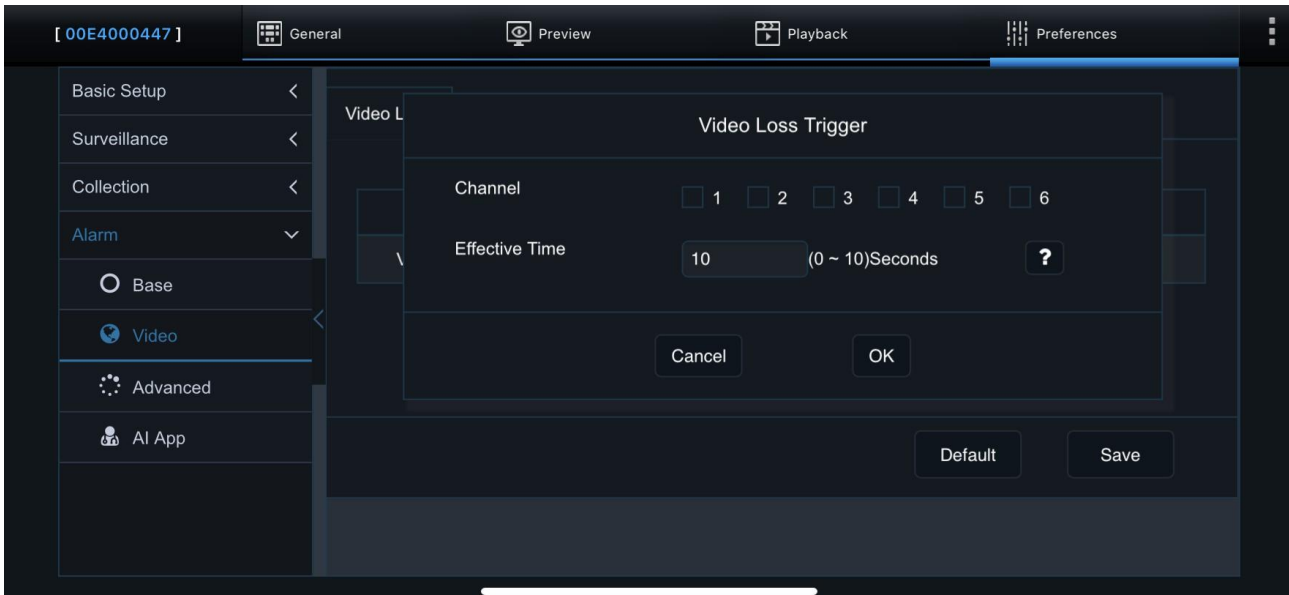 [ 00E4000447 ] General Preview Playback Preferences
Basic Setup
Surveillance
Collection
Alarm
Base
Video
Advanced
AI App
Video L
V
Video Loss Trigger
Channel 1 2 3 4 5 6
Effective Time 10 (0 ~ 10)Seconds ?
Cancel OK
Default Save